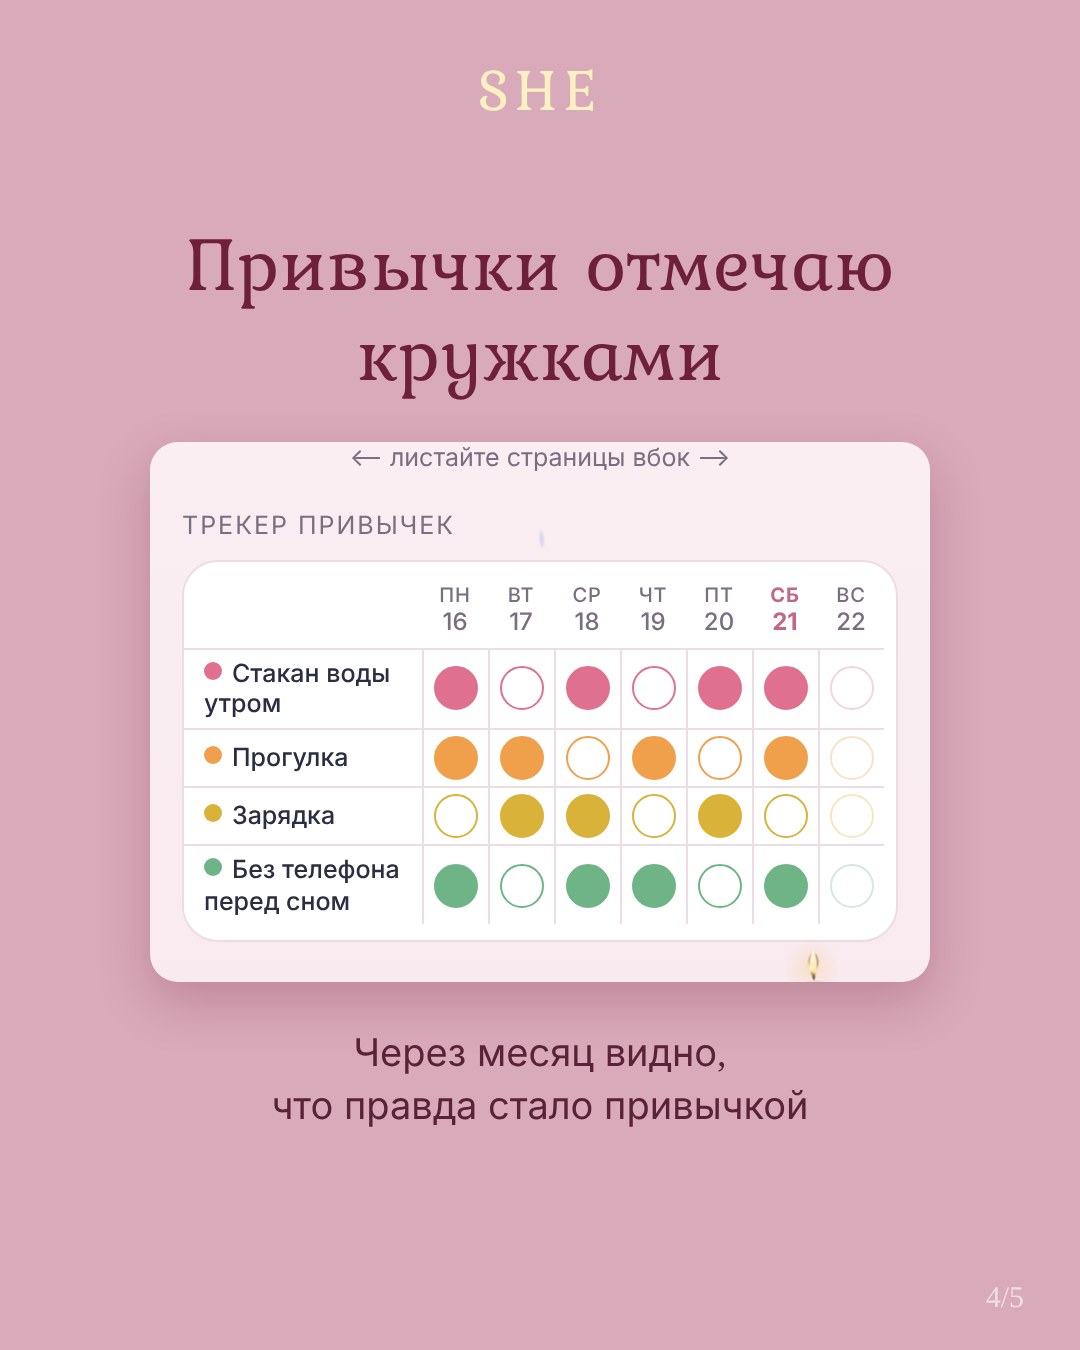 SHE
Привычки отмечаю
кружками
← листайте страницы вбок →
ТРЕКЕР ПРИВЫЧЕК
ПН ВТ СР ЧТ ПТ СБ ВС
16 17 18 19 20 21 22
Стакан воды
утром
Прогулка
Зарядка
Без телефона
перед сном
Через месяц видно,
что правда стало привычкой
4/5